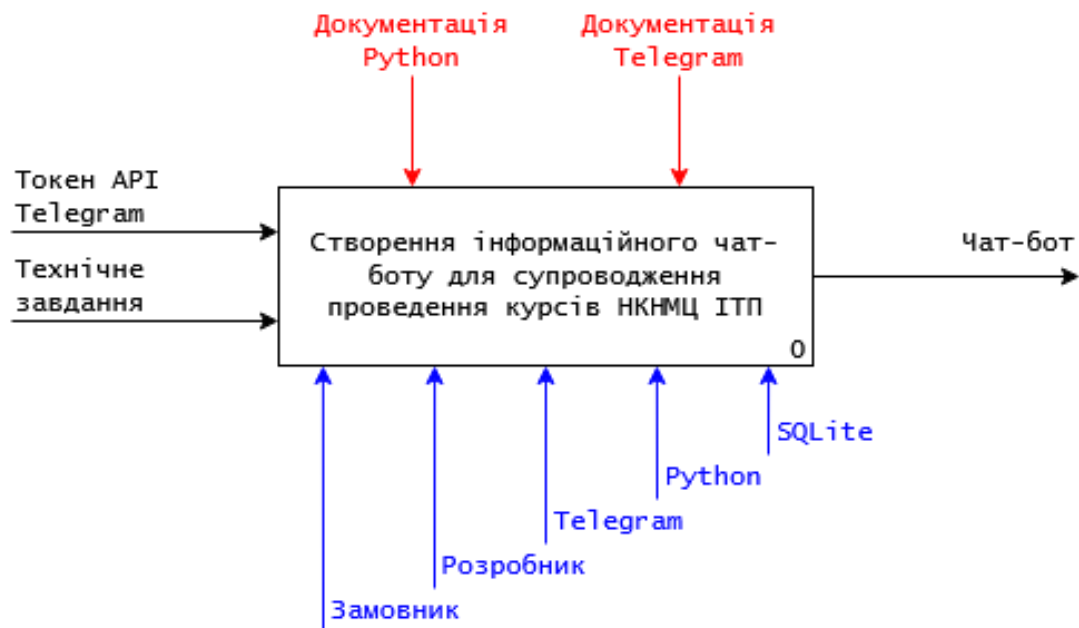 Документація
Python
Документація
Telegram
Токен API
Telegram
Технічне
завдання
Створення інформаційного чат-
боту для супроводження
проведення курсів НКНМЦ ІТП
0
Чат-бот
SQLite
Python
Telegram
Розробник
Замовник